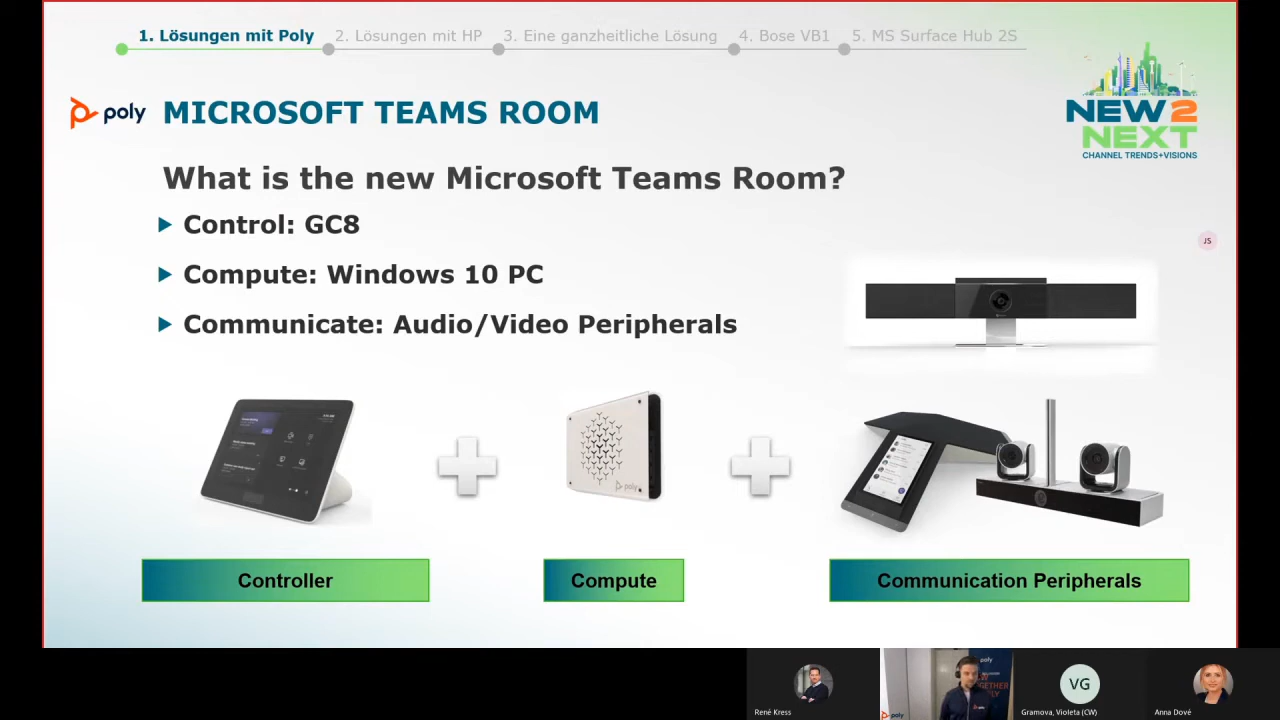 1. Lösungen mit Poly
2. Lösungen mit HP
3. Eine ganzheitliche Lösung
4. Bose VB1
5. MS Surface Hub 2S
poly
MICROSOFT TEAMS ROOM
NEW 2
NEXT
CHANNEL TRENDS+VISIONS
What is the new Microsoft Teams Room?
Control: GC8
Compute: Windows 10 PC
Communicate: Audio/Video Peripherals
JS
poly
Controller
Compute
Communication Peripherals
René Kress
poly
poly
VG
Gramova, Violeta (CW)
Anna Dové